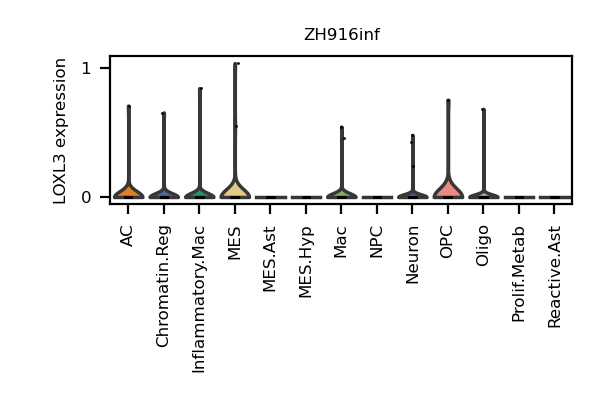 ZH916inf
LOXL3 expression
1
0
AC
Chromatin.Reg
Inflammatory.Mac
MES
MES.Ast
MES.Hyp
Mac
NPC
Neuron
OPC
Oligo
Prolif.Metab
Reactive.Ast